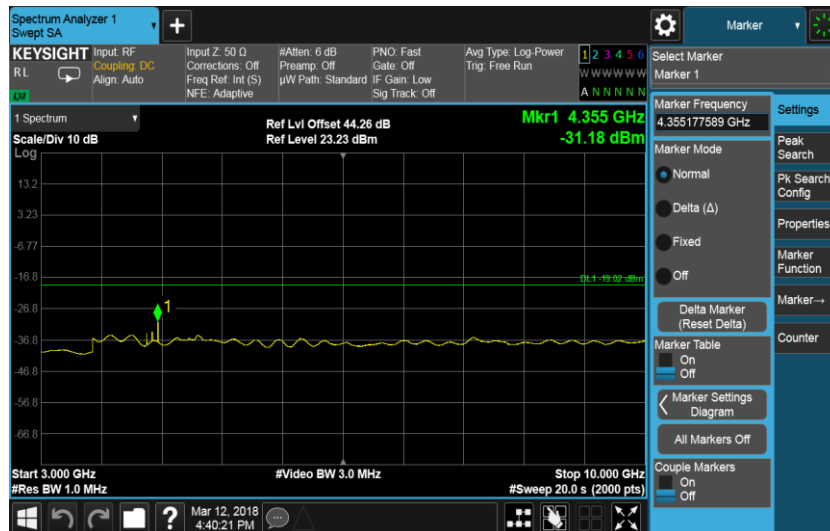 Spectrum Analyzer 1
Swept SA
+
Marker
KEYSIGHT
RL
LXI
Input: RF
Coupling: DC
Align: Auto
Input Z: 50 Ω
Corrections: Off
Freq Ref: Int (S)
NFE: Adaptive
#Atten: 6 dB
Preamp: Off
µW Path: Standard
PNO: Fast
Gate: Off
IF Gain: Low
Sig Track: Off
Avg Type: Log-Power
Trig: Free Run
1 2 3 4 5 6
W W W W W W
A N N N N N
Select Marker
Marker 1
1 Spectrum
Scale/Div 10 dB
Log
Ref Lvl Offset 44.26 dB
Ref Level 23.23 dBm
Mkr1 4.355 GHz
-31.18 dBm
13.2
3.23
-6.77
-16.8
-26.8
-36.8
-46.8
-56.8
-66.8
DL1 -19.02 dBm
1
Start 3.000 GHz
#Res BW 1.0 MHz
#Video BW 3.0 MHz
Stop 10.000 GHz
#Sweep 20.0 s (2000 pts)
Marker Frequency
4.355177589 GHz
Marker Mode
Normal
Delta (Δ)
Fixed
Off
Delta Marker
(Reset Delta)
Marker Table
On
Off
Marker Settings
Diagram
All Markers Off
Couple Markers
On
Off
Settings
Peak
Search
Pk Search
Config
Properties
Marker
Function
Marker→
Counter
?
Mar 12, 2018
4:40:21 PM